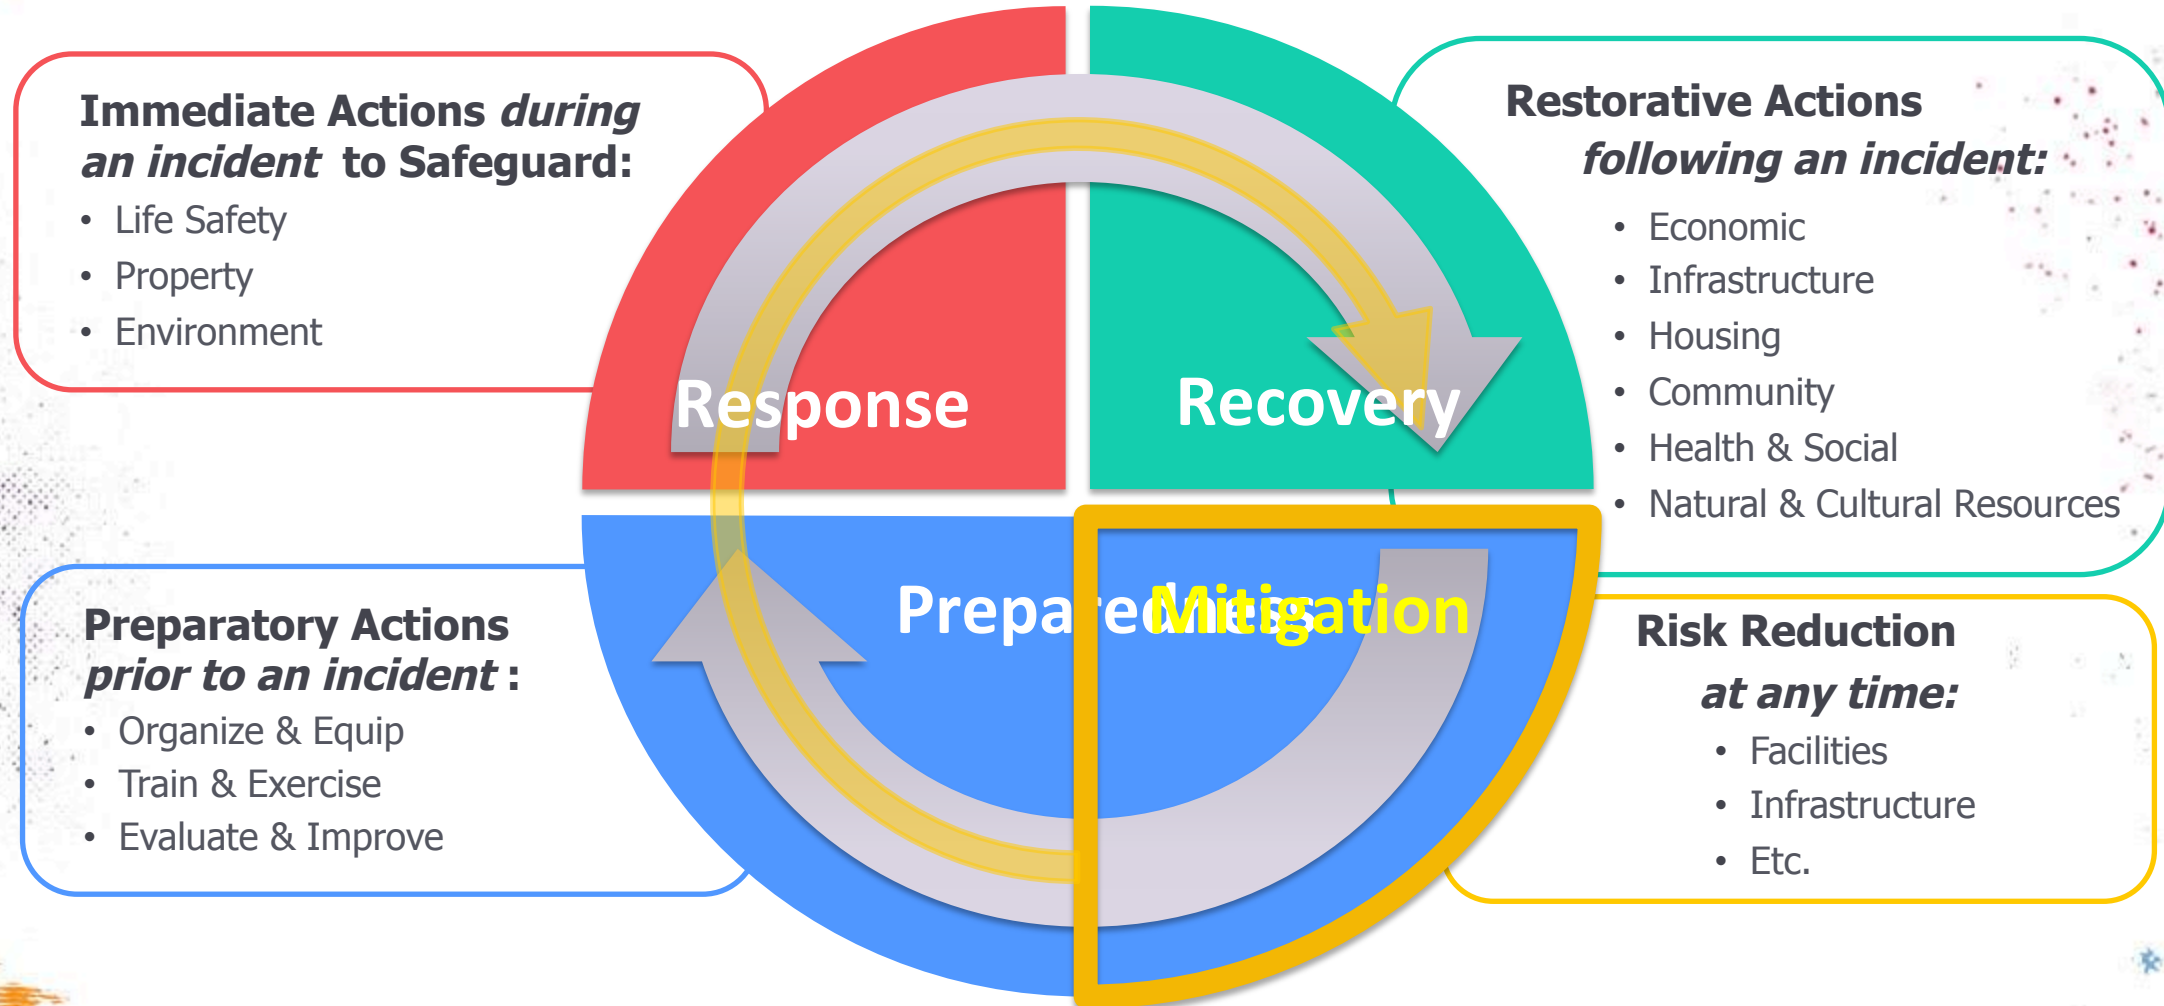 Immediate Actions during
an incident to Safeguard:
• Life Safety
• Property
• Environment
Restorative Actions
following an incident:
• Economic
• Infrastructure
• Housing
• Community
• Health & Social
• Natural & Cultural Resources
Response
Recovery
Preparedness
Mitigation
Preparatory Actions
prior to an incident :
• Organize & Equip
• Train & Exercise
• Evaluate & Improve
Risk Reduction
at any time:
• Facilities
• Infrastructure
• Etc.